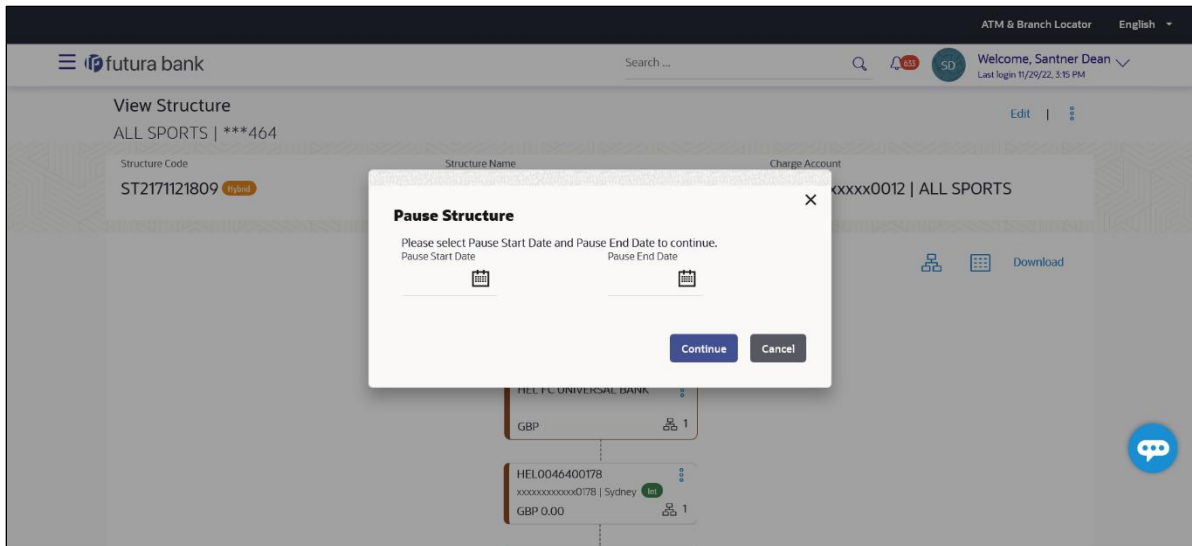 ATM & Branch Locator English
futura bank Search ... 633 SD Welcome, Santner Dean
Last login 11/29/22, 3:15 PM
View Structure
Edit |
ALL SPORTS | ***464
Structure Code Structure Name Charge Account
ST2171121809 Hybrid xxxxx0012 | ALL SPORTS
Pause Structure
Please select Pause Start Date and Pause End Date to continue.
Pause Start Date Pause End Date
Download
Continue Cancel
HEL FC UNIVERSAL BANK
GBP 1
HEL0046400178
xxxxxxxxxxxx0178 | Sydney Int
GBP 0.00 1